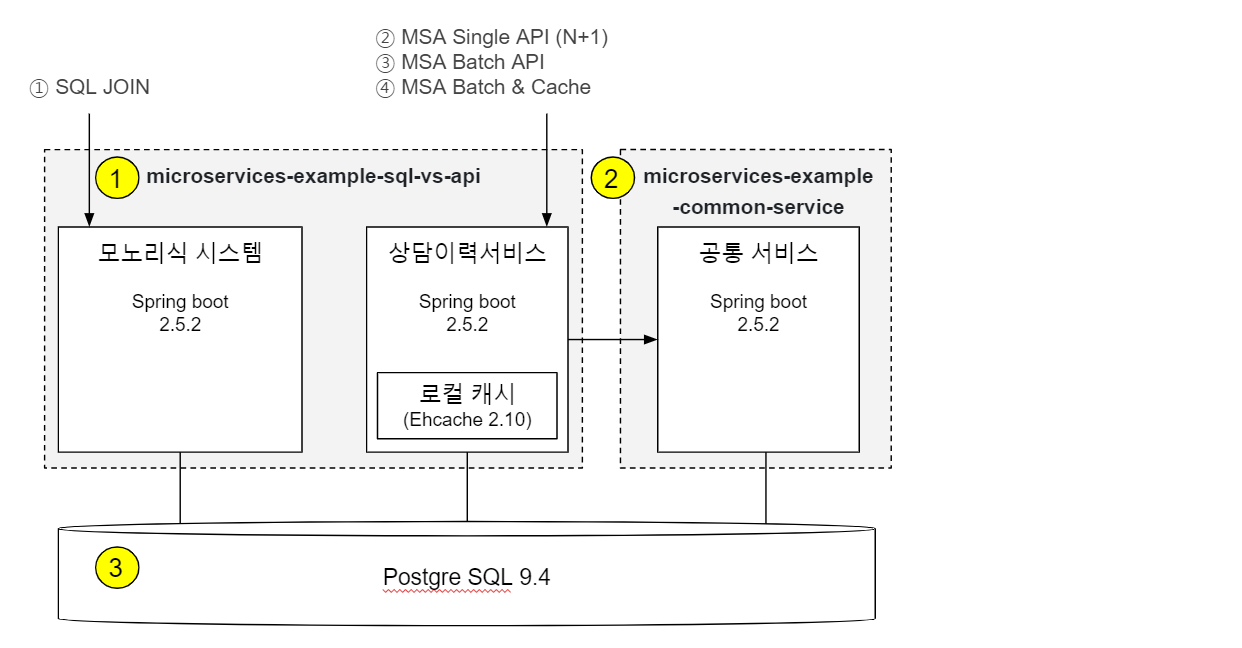 ② MSA Single API (N+1)
③ MSA Batch API
① SQL JOIN
④ MSA Batch & Cache
1
microservices-example-sql-vs-api
2
microservices-example
-common-service
모노리식 시스템
Spring boot
2.5.2
상담이력서비스
Spring boot
2.5.2
로컬 캐시
(Ehcache 2.10)
공통 서비스
Spring boot
2.5.2
3
Postgre SQL 9.4